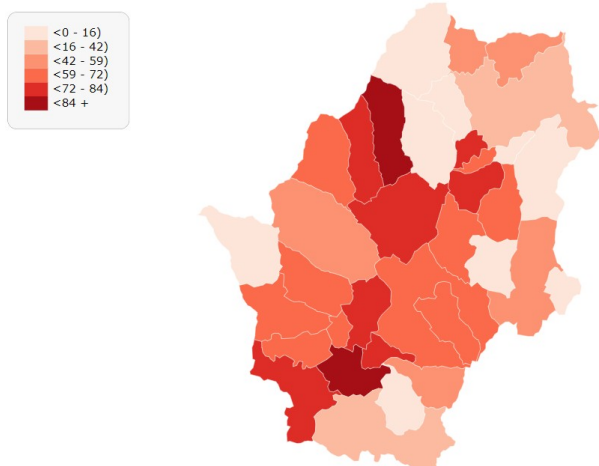 <0 - 16)
<16 - 42)
<42 - 59)
<59 - 72)
<72 - 84)
<84 +